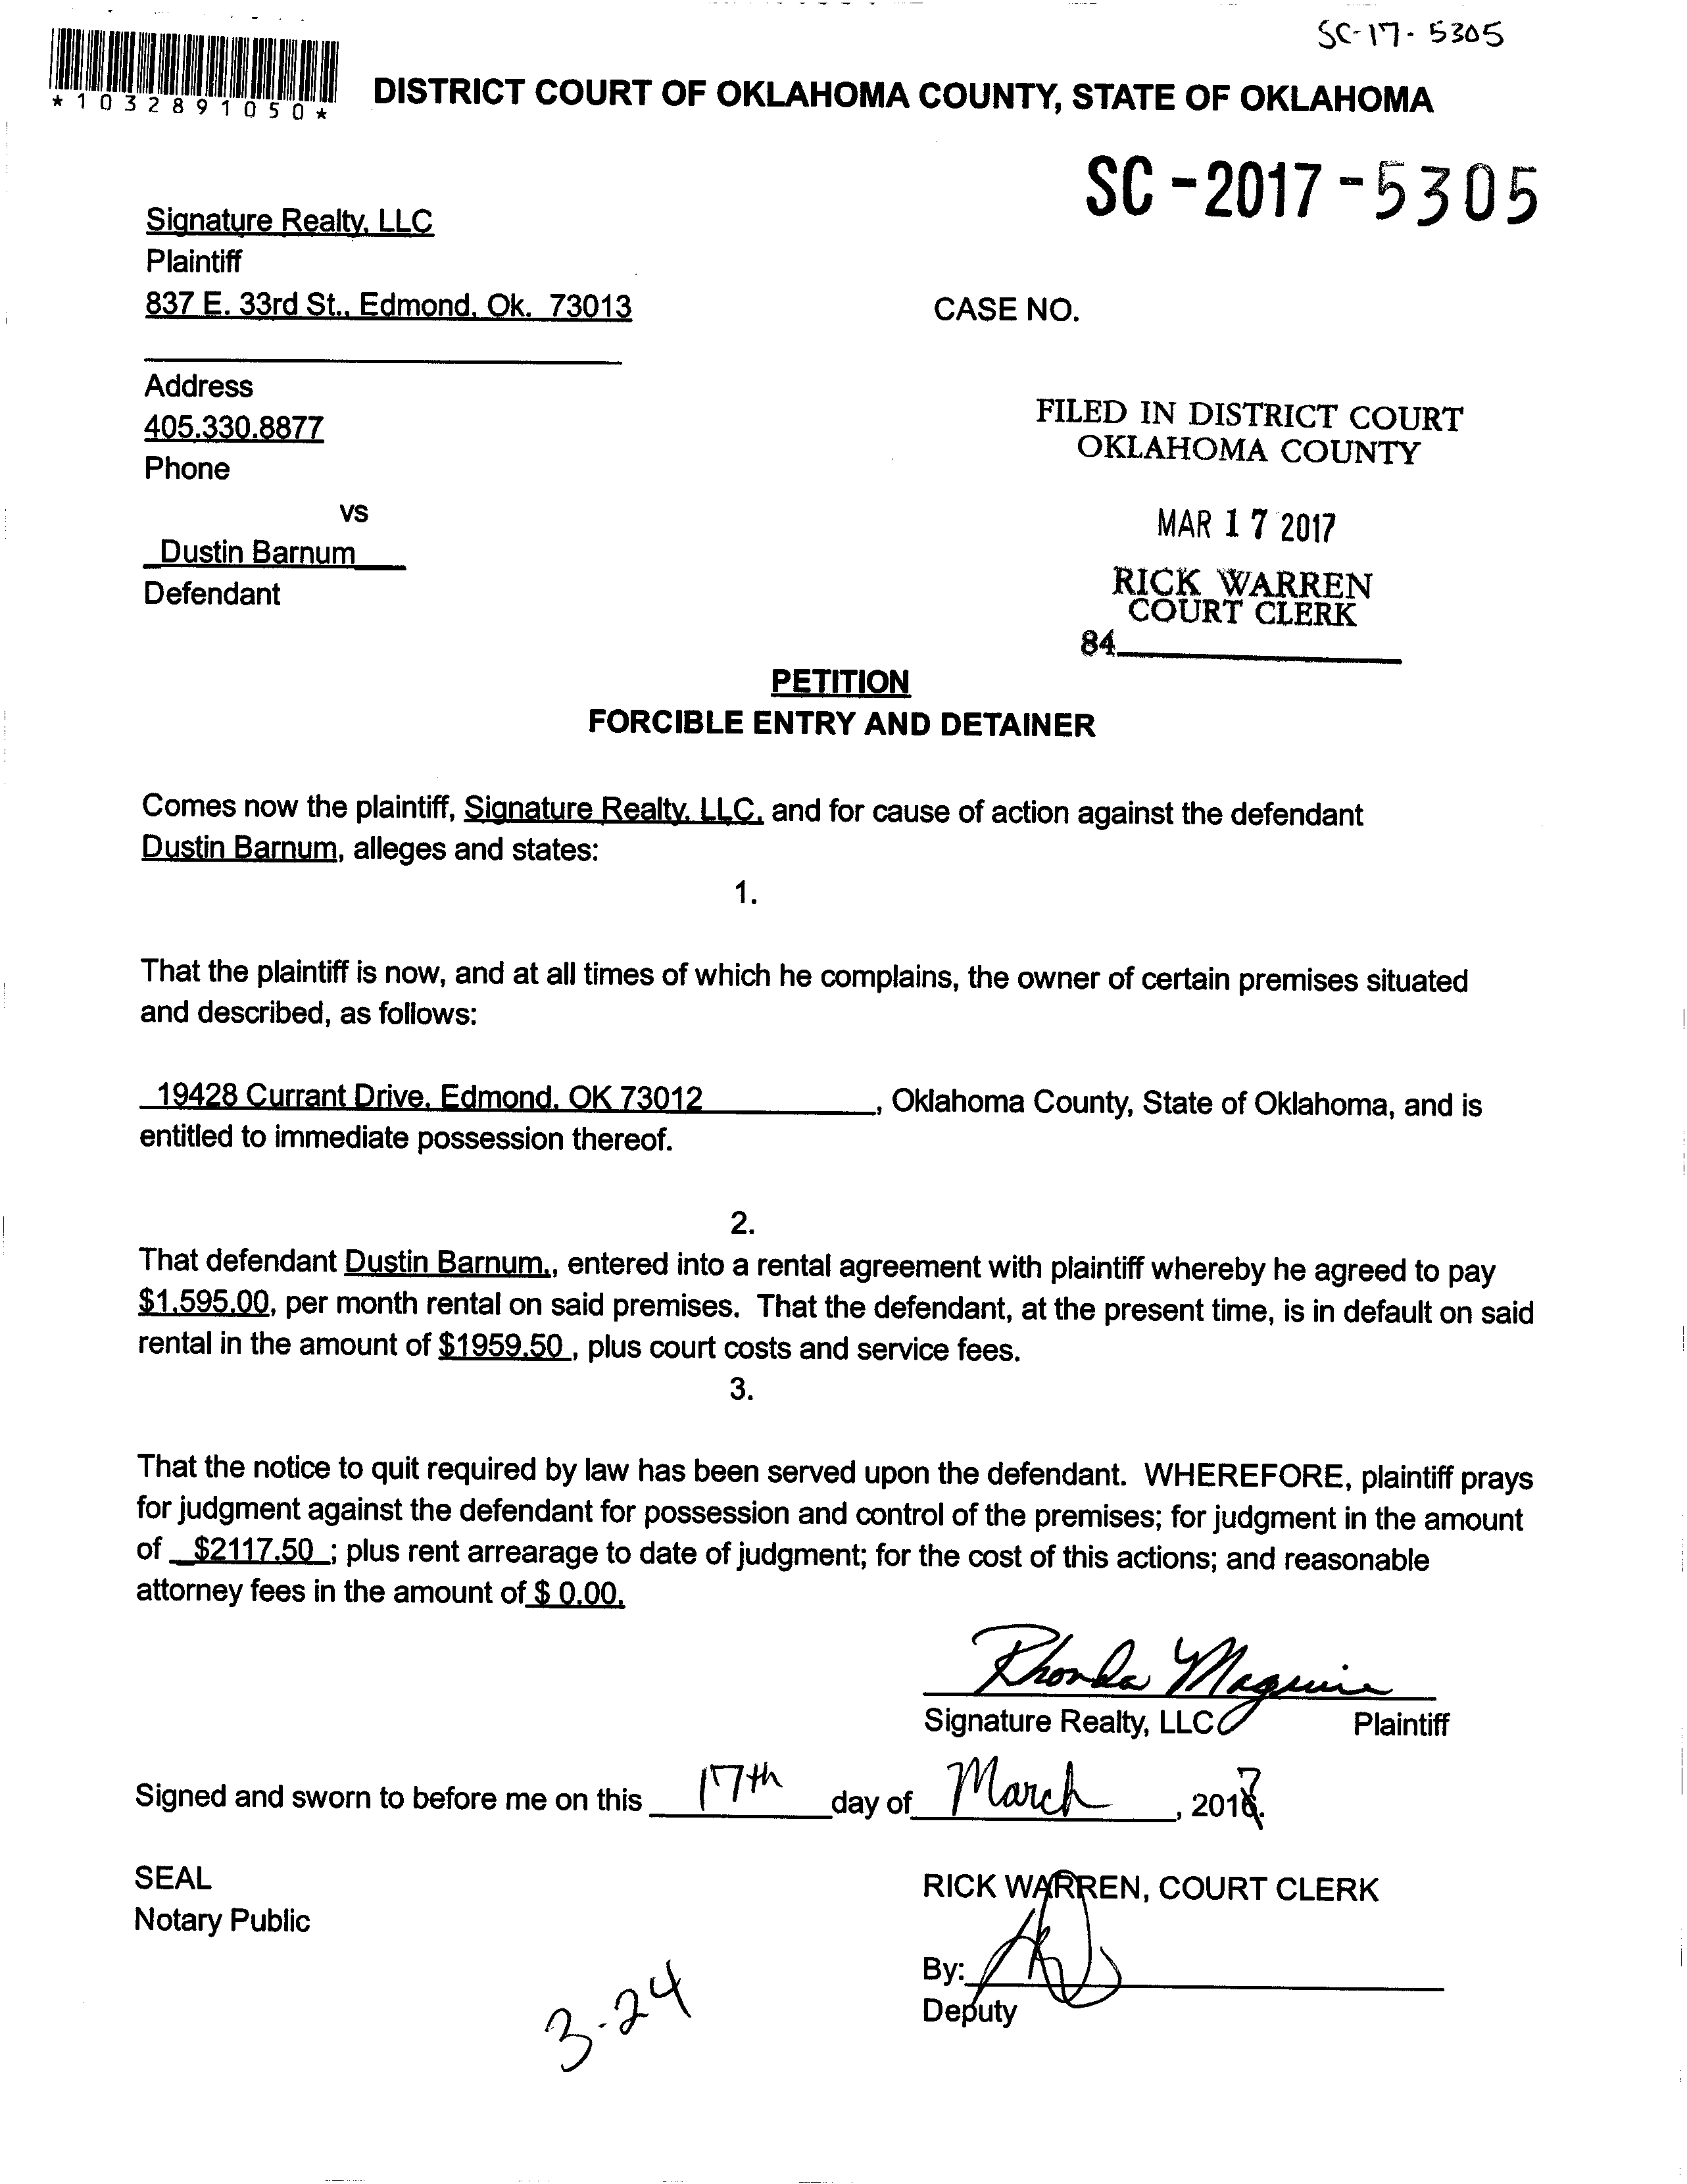 SC-17-5305
*1032891050*
DISTRICT COURT OF OKLAHOMA COUNTY, STATE OF OKLAHOMA
SC-2017-5305
Signature Realty, LLC
Plaintiff
837 E. 33rd St., Edmond, Ok. 73013
CASE NO.
Address
405.330.8877
Phone
FILED IN DISTRICT COURT
OKLAHOMA COUNTY
MAR 17 2017
RICK WARREN
COURT CLERK
84
vs
Dustin Barnum
Defendant
PETITION
FORCIBLE ENTRY AND DETAINER
Comes now the plaintiff, Signature Realty, LLC, and for cause of action against the defendant
Dustin Barnum, alleges and states:
1.
That the plaintiff is now, and at all times of which he complains, the owner of certain premises situated
and described, as follows:
19428 Currant Drive, Edmond, OK 73012, Oklahoma County, State of Oklahoma, and is
entitled to immediate possession thereof.
2.
That defendant Dustin Barnum,, entered into a rental agreement with plaintiff whereby he agreed to pay
$1,595.00, per month rental on said premises. That the defendant, at the present time, is in default on said
rental in the amount of $1959.50 , plus court costs and service fees.
3.
That the notice to quit required by law has been served upon the defendant. WHEREFORE, plaintiff prays
for judgment against the defendant for possession and control of the premises; for judgment in the amount
of $2117.50 ; plus rent arrearage to date of judgment; for the cost of this actions; and reasonable
attorney fees in the amount of $ 0.00.
Rhonda Maguire
Signature Realty, LLC Plaintiff
Signed and sworn to before me on this 17th day of March, 2017.
SEAL
Notary Public
RICK WARREN, COURT CLERK
By:
Deputy
3-24